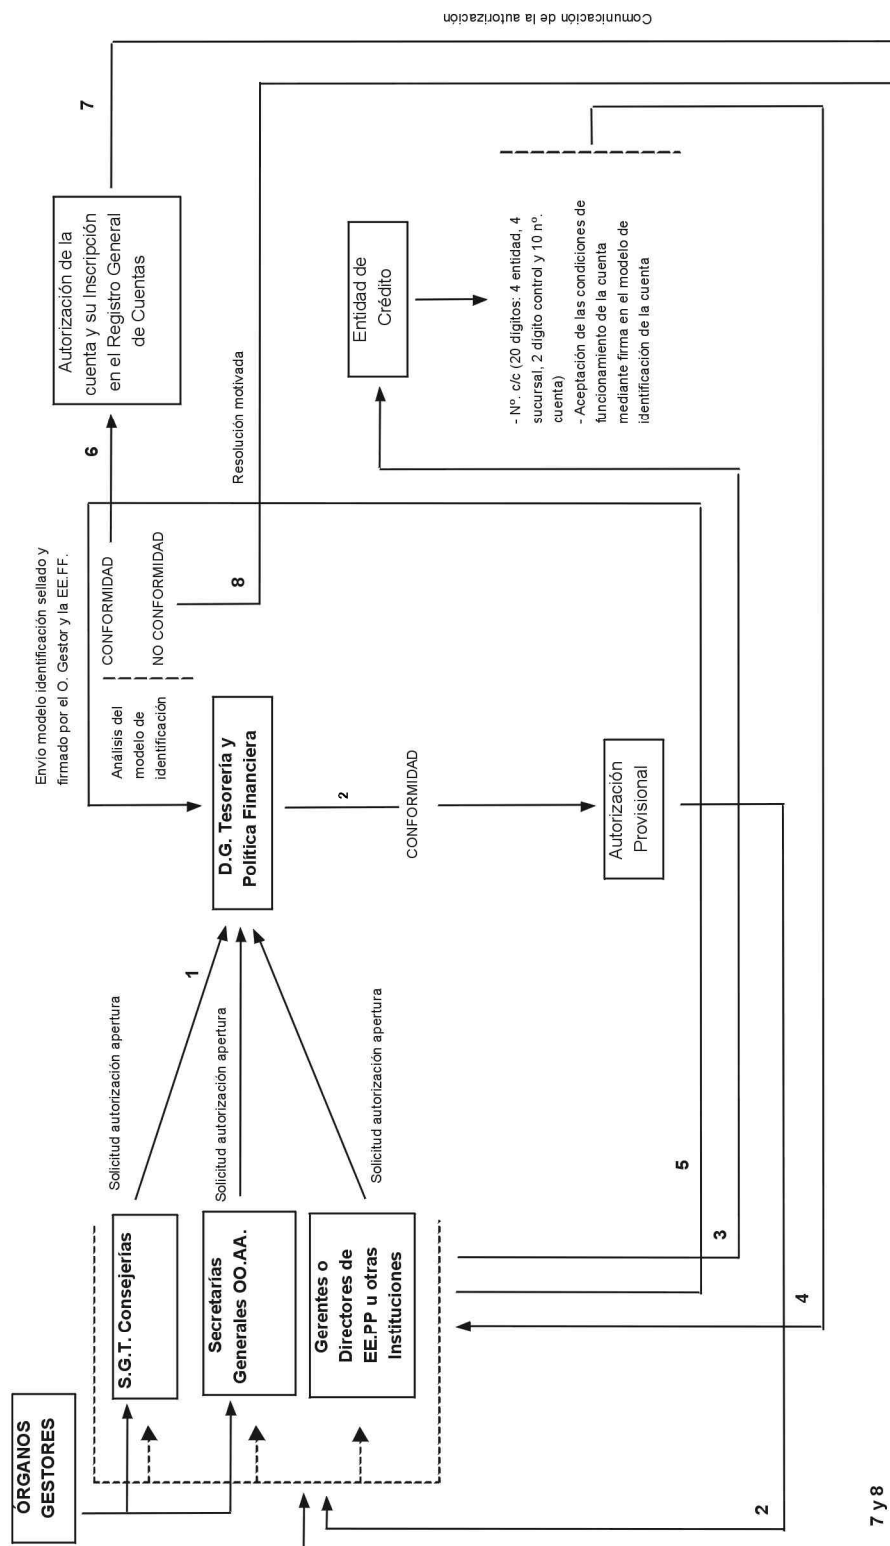 ÓRGANOS
GESTORES
S.G.T. Consejerías
Secretarías
Generales OO.AA.
Gerentes o
Directores de
EE.PP u otras
Instituciones
Solicitud autorización apertura
Solicitud autorización apertura
Solicitud autorización apertura
1
D.G. Tesorería y
Política Financiera
2
CONFORMIDAD
Autorización
Provisional
2
3
4
5
Envío modelo identificación sellado y
firmado por el O. Gestor y la EE.FF.
Análisis del
modelo de
identificación
CONFORMIDAD
NO CONFORMIDAD
6
8
Resolución motivada
Autorización de la
cuenta y su Inscripción
en el Registro General
de Cuentas
7
Entidad de
Crédito
- Nº. c/c (20 dígitos: 4 entidad, 4
sucursal, 2 dígito control y 10 nº.
cuenta)
- Aceptación de las condiciones de
funcionamiento de la cuenta
mediante firma en el modelo de
identificación de la cuenta
Comunicación de la autorización
7 y 8